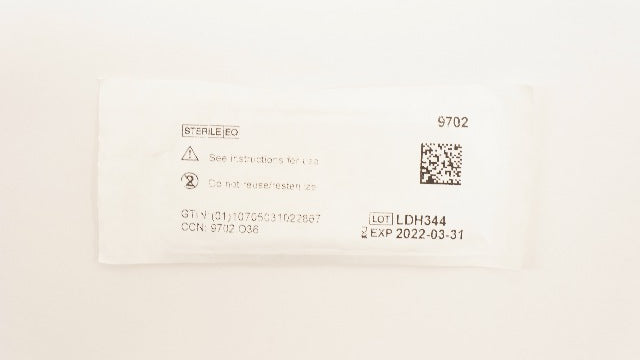 9702
STERILE EO
See instructions for use
Do not reuse/resterilize
GTIN: (01)10705031022867
CCN: 9702 O36
LOT LDH344
EXP 2022-03-31